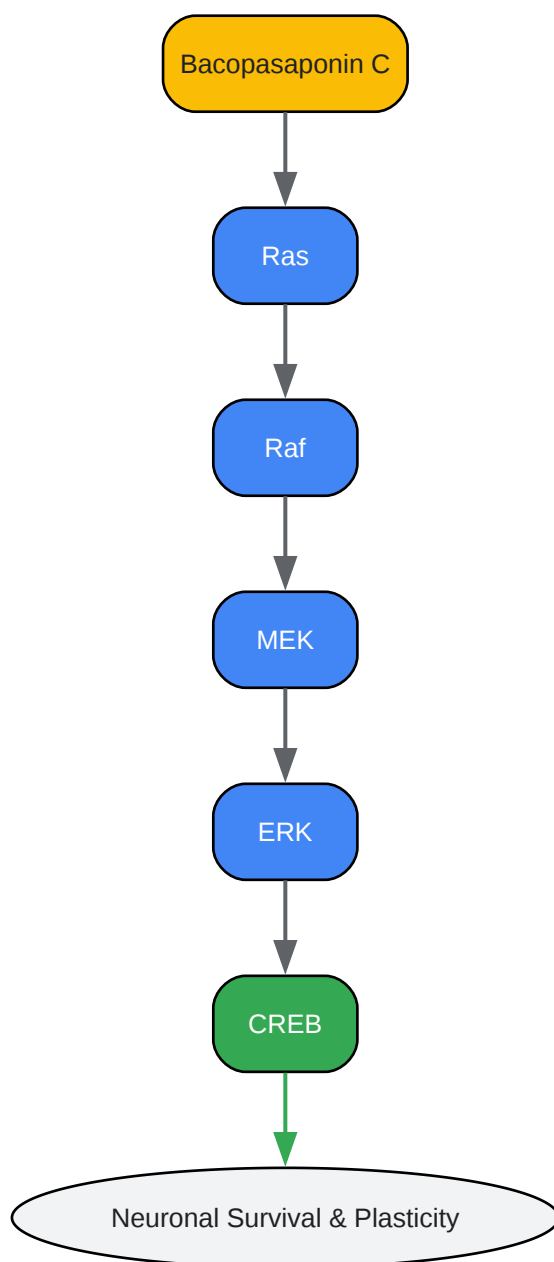 Bacopasaponin C
Ras
Raf
MEK
ERK
CREB
Neuronal Survival & Plasticity